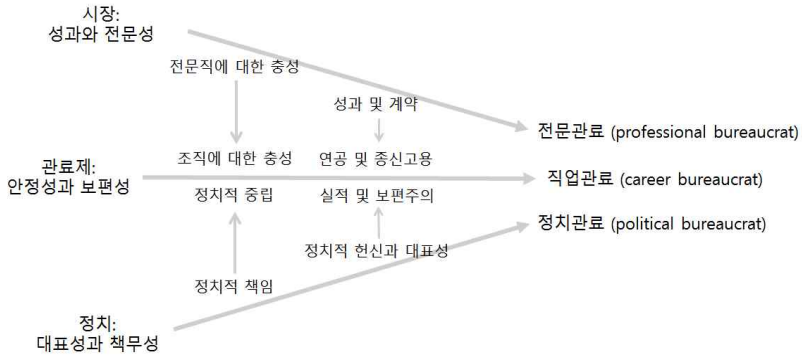 시장:
성과와 전문성
전문직에 대한 충성
성과 및 계약
전문관료 (professional bureaucrat)
조직에 대한 충성
연공 및 종신고용
관료제:
안정성과 보편성
직업관료 (career bureaucrat)
정치적 중립
실적 및 보편주의
정치관료 (political bureaucrat)
정치적 헌신과 대표성
정치적 책임
정치:
대표성과 책무성